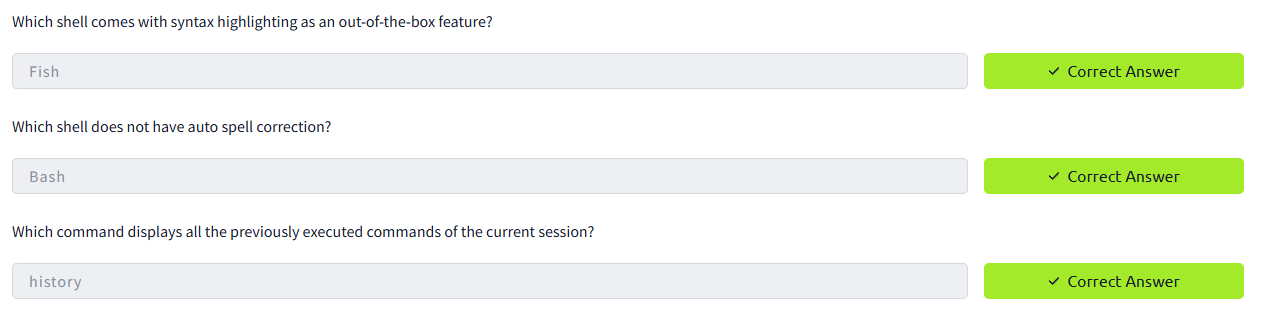 Which shell comes with syntax highlighting as an out-of-the-box feature?
Fish
✓ Correct Answer
Which shell does not have auto spell correction?
Bash
✓ Correct Answer
Which command displays all the previously executed commands of the current session?
history
✓ Correct Answer